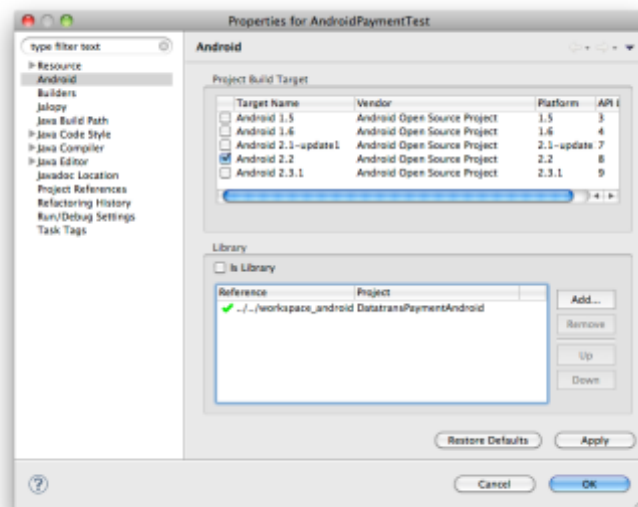 Properties for AndroidPaymentTest
type filter text
Resource
Android
Builders
Jalopy
Java Build Path
Java Code Style
Java Compiler
Java Editor
Javadoc Location
Project References
Refactoring History
Run/Debug Settings
Task Tags
Android
Project Build Target
Target Name Vendor Platform API
Android 1.5 Android Open Source Project 1.5 3
Android 1.6 Android Open Source Project 1.6 4
Android 2.1-update1 Android Open Source Project 2.1-update 7
Android 2.2 Android Open Source Project 2.2 8
Android 2.3.1 Android Open Source Project 2.3.1 9
Library
Is Library
Reference Project
../../workspace_android DatatransPaymentAndroid
Add...
Remove
Up
Down
Restore Defaults Apply
? Cancel OK